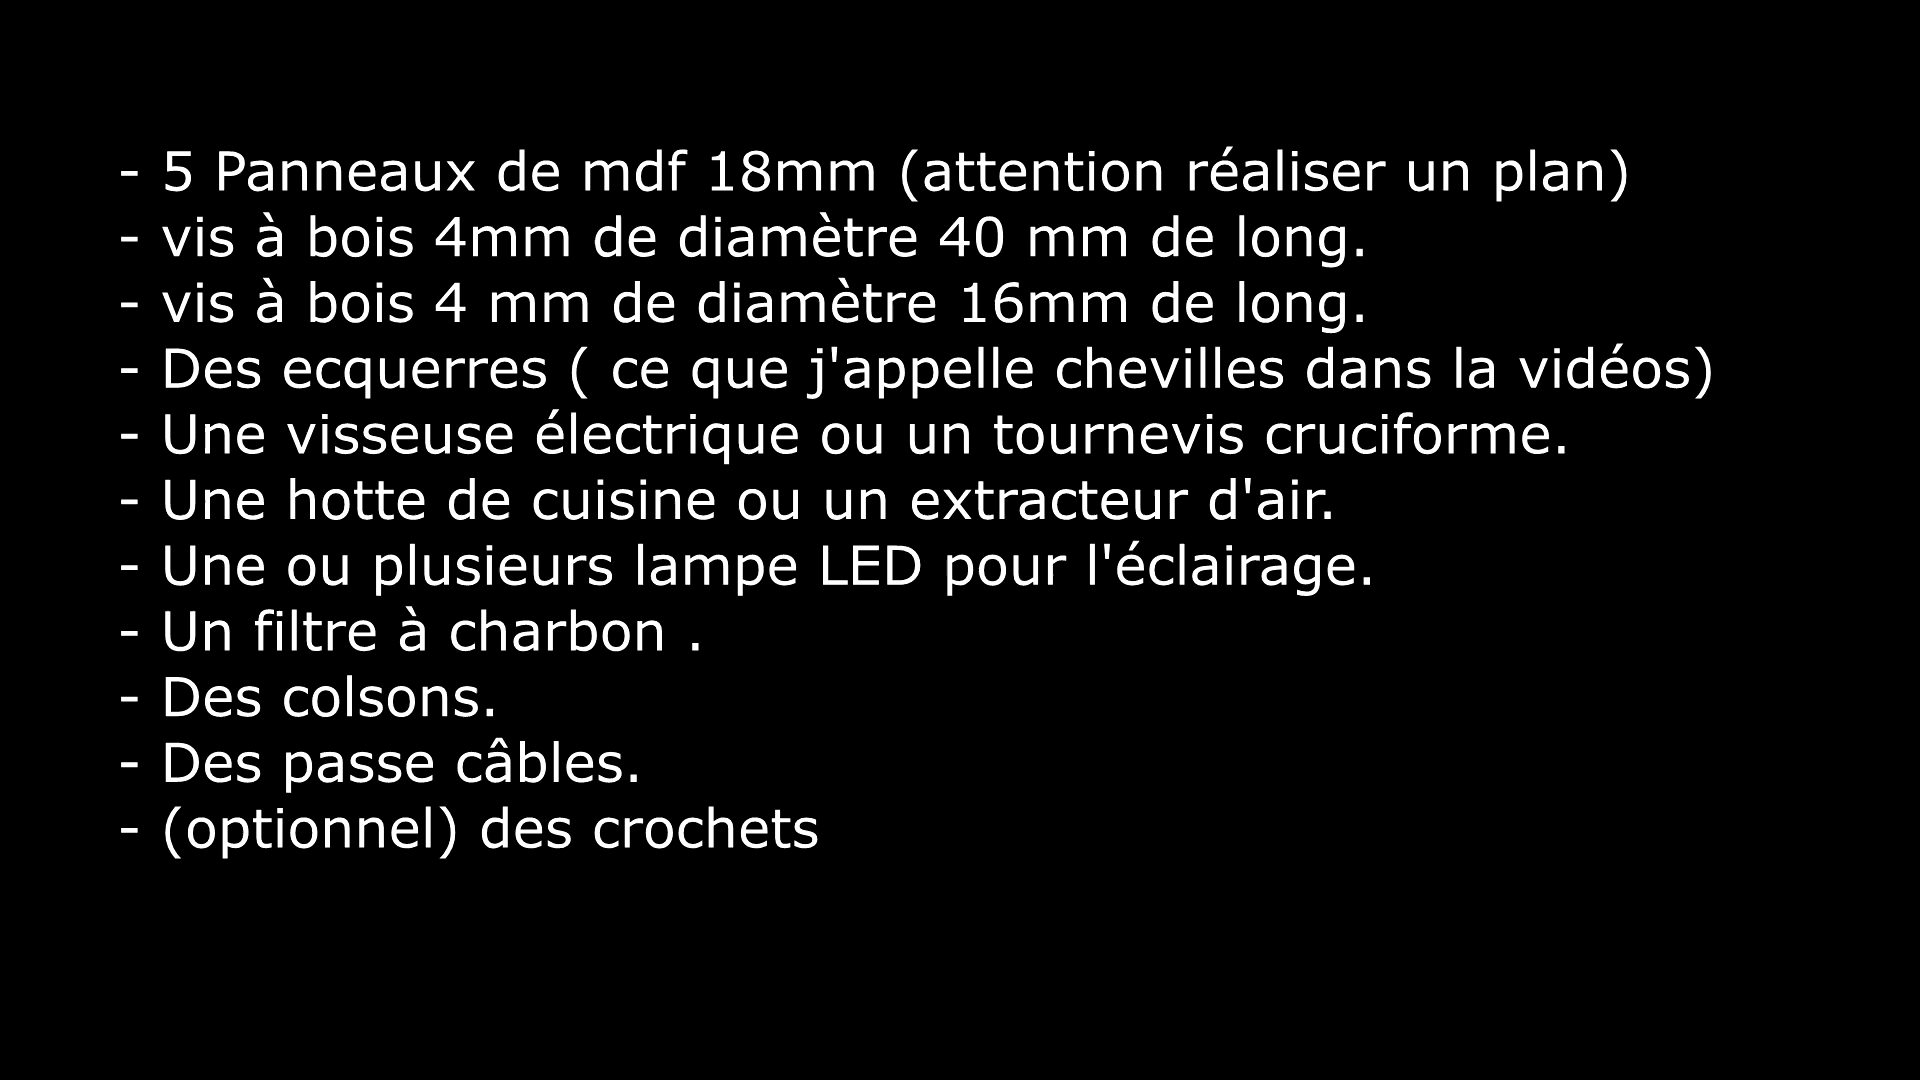 - 5 Panneaux de mdf 18mm (attention réaliser un plan)
- vis à bois 4mm de diamètre 40 mm de long.
- vis à bois 4 mm de diamètre 16mm de long.
- Des ecquerres ( ce que j'appelle chevilles dans la vidéos)
- Une visseuse électrique ou un tournevis cruciforme.
- Une hotte de cuisine ou un extracteur d'air.
- Une ou plusieurs lampe LED pour l'éclairage.
- Un filtre à charbon .
- Des colsons.
- Des passe câbles.
- (optionnel) des crochets